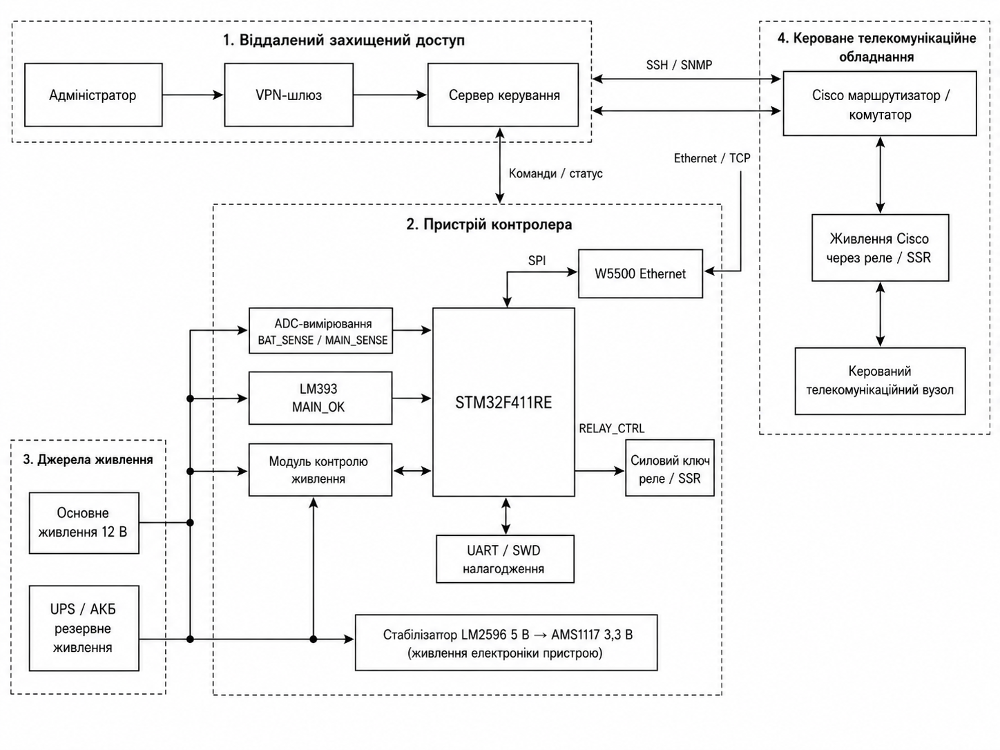 1. Віддалений захищений доступ
Адміністратор
VPN-шлюз
Сервер керування
SSH / SNMP
4. Кероване телекомунікаційне
обладнання
Cisco маршрутизатор /
комутатор
Ethernet / TCP
Команди / статус
Живлення Cisco
через реле / SSR
Керований
телекомунікаційний вузол
2. Пристрій контролера
SPI
W5500 Ethernet
ADC-вимірювання
BAT_SENSE / MAIN_SENSE
LM393
MAIN_OK
STM32F411RE
Модуль контролю
живлення
RELAY_CTRL
Силовий ключ
реле / SSR
UART / SWD
налагодження
Стабілізаттор LM2596 5 В → AMS1117 3,3 В
(живлення електроніки пристрою)
3. Джерела живлення
Основне
живлення 12 В
UPS / АКБ
резервне
живлення